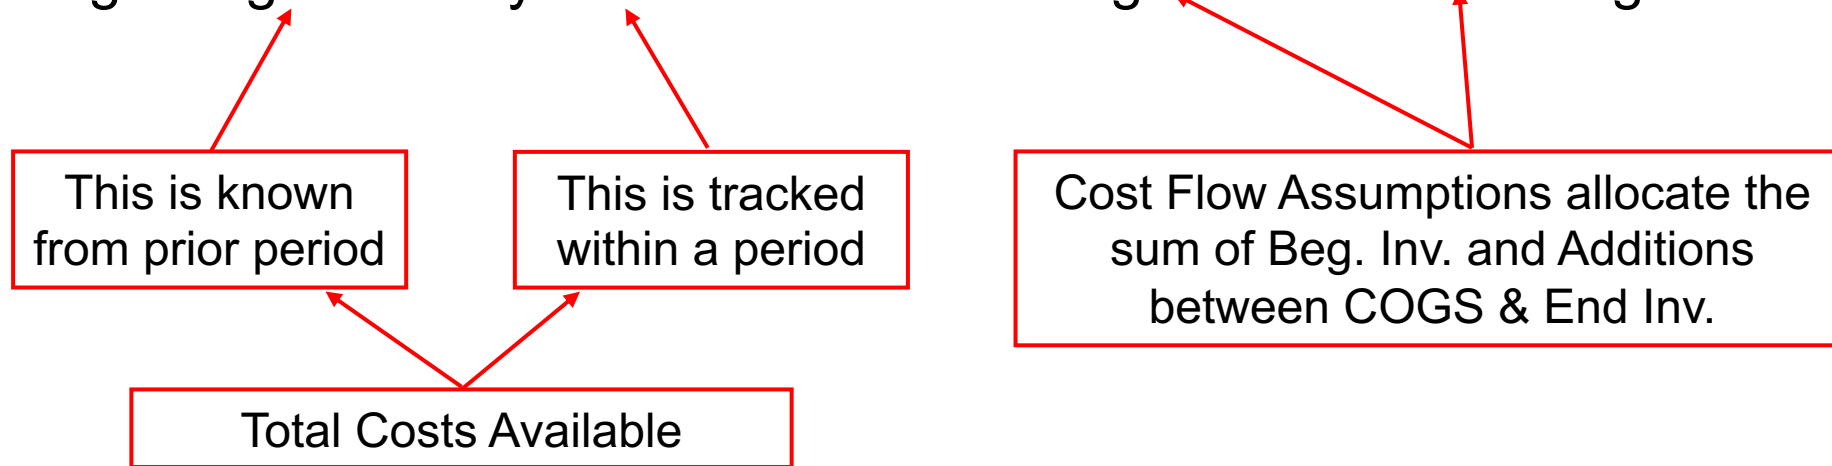 This is known
from prior period
This is tracked
within a period
Cost Flow Assumptions allocate the
sum of Beg. Inv. and Additions
between COGS & End Inv.
Total Costs Available